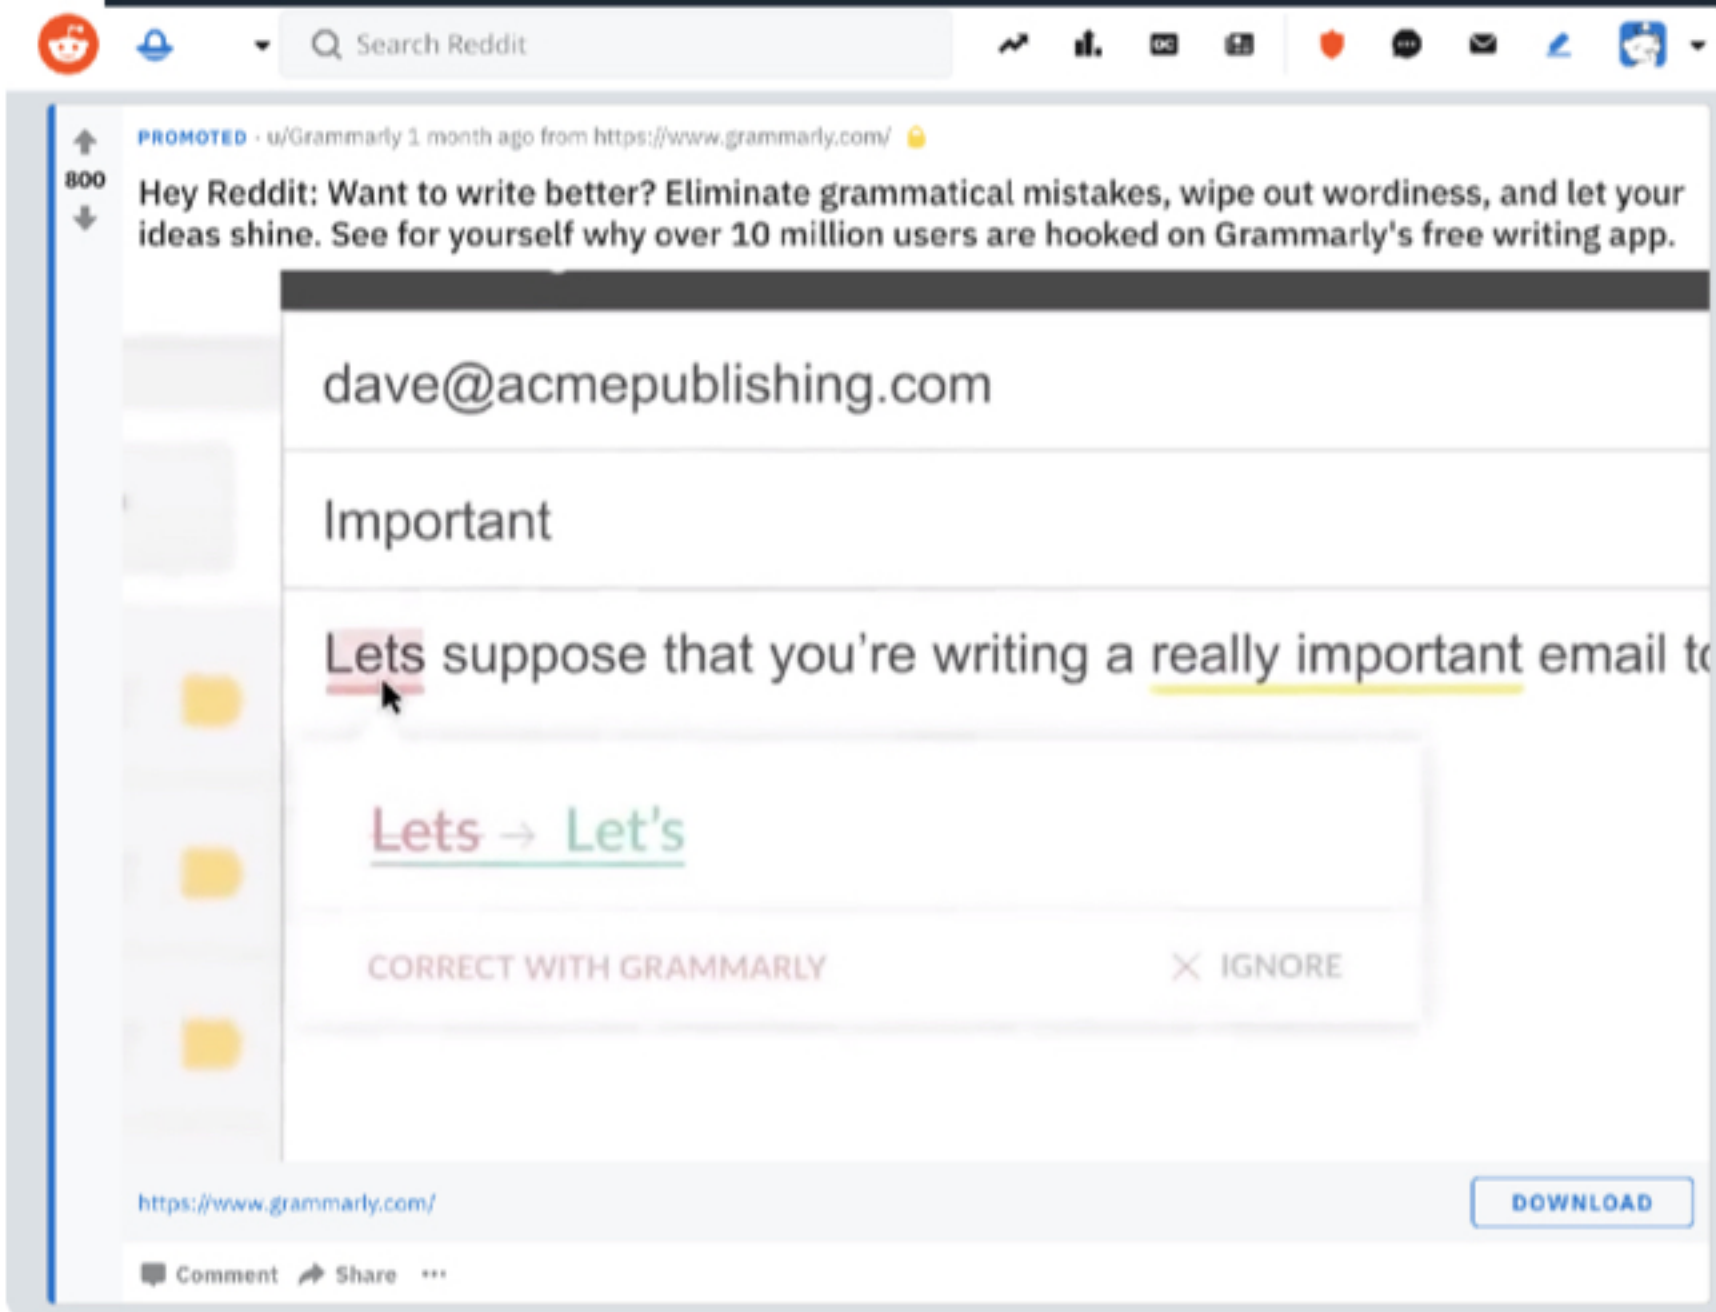 Search Reddit
PROMOTED · u/Grammarly 1 month ago from https://www.grammarly.com/
800
Hey Reddit: Want to write better? Eliminate grammatical mistakes, wipe out wordiness, and let your
ideas shine. See for yourself why over 10 million users are hooked on Grammarly's free writing app.
dave@acmepublishing.com
Important
Lets suppose that you’re writing a really important email to
Lets → Let’s
CORRECT WITH GRAMMARLY × IGNORE
https://www.grammarly.com/ DOWNLOAD
Comment Share ···